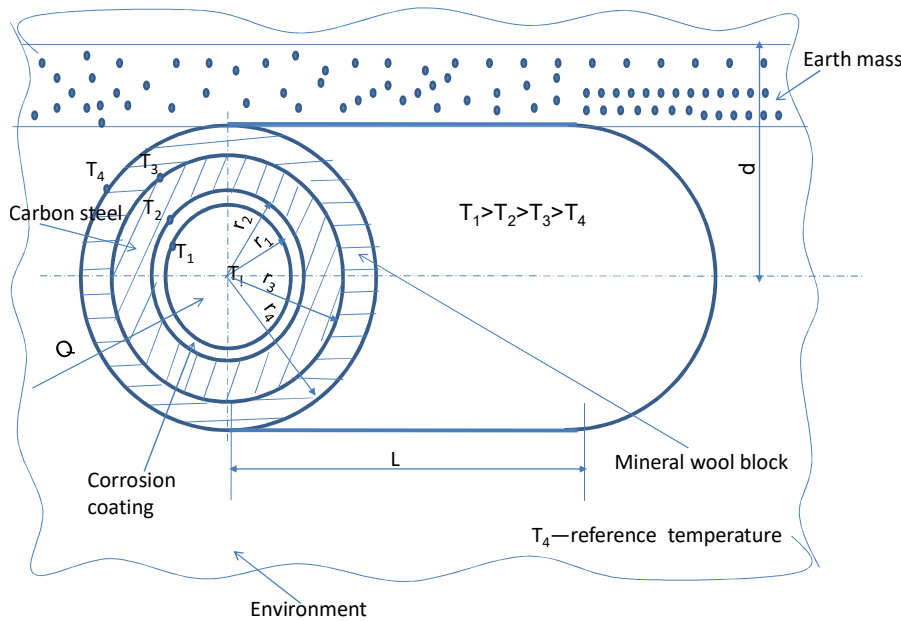 Earth mass
d
T4
T3
Carbon steel
T2
r2
T1>T2>T3>T4
T1
r1
T!
r3
r4
Q
Corrosion
coating
L
Mineral wool block
T4—reference temperature
Environment